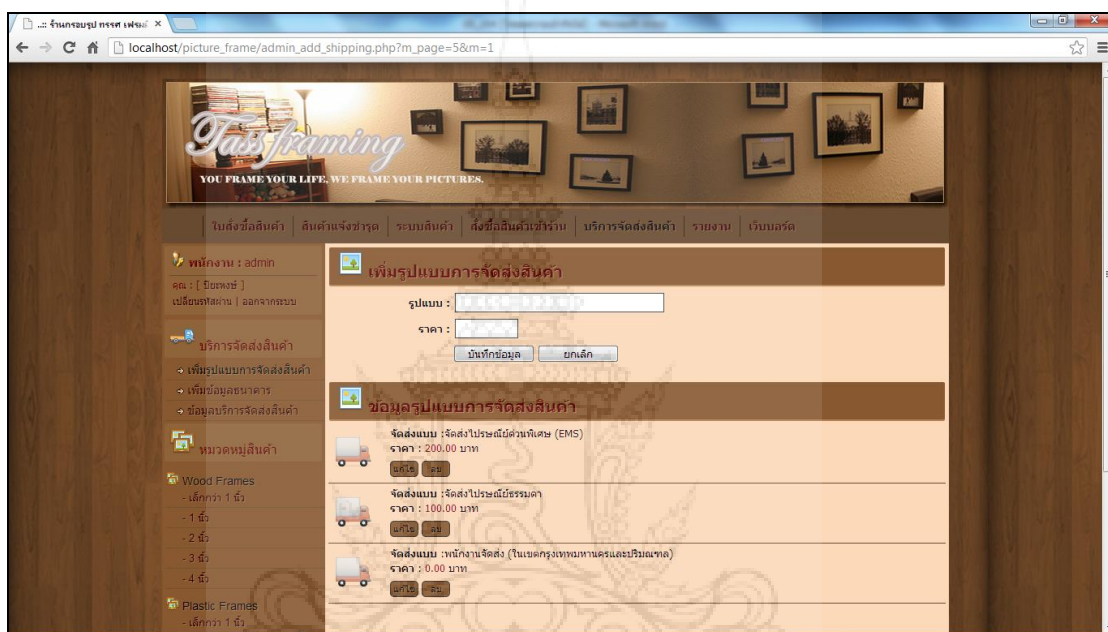 ..:: ร้านกรอบรูป ทรรศ เฟรมมิ่
localhost/picture_frame/admin_add_shipping.php?m_page=5&m=1
Tass framing
YOU FRAME YOUR LIFE, WE FRAME YOUR PICTURES.
ใบสั่งซื้อสินค้า | สินค้าแจ้งชำรุด | ระบบสินค้า | สั่งซื้อสินค้าเข้าร้าน | บริการจัดส่งสินค้า | รายงาน | เว็บบอร์ด
พนักงาน : admin
คุณ : [ ปิยะพงษ์ ]
เปลี่ยนรหัสผ่าน | ออกจากระบบ
บริการจัดส่งสินค้า
เพิ่มรูปแบบการจัดส่งสินค้า
เพิ่มข้อมูลธนาคาร
ข้อมูลบริการจัดส่งสินค้า
หมวดหมู่สินค้า
Wood Frames
- เล็กกว่า 1 นิ้ว
- 1 นิ้ว
- 2 นิ้ว
- 3 นิ้ว
- 4 นิ้ว
Plastic Frames
- เล็กกว่า 1 นิ้ว
เพิ่มรูปแบบการจัดส่งสินค้า
รูปแบบ :
ราคา :
บันทึกข้อมูล ยกเลิก
ข้อมูลรูปแบบการจัดส่งสินค้า
จัดส่งแบบ :จัดส่งไปรษณีย์ด่วนพิเศษ (EMS)
ราคา : 200.00 บาท
แก้ไข ลบ
จัดส่งแบบ :จัดส่งไปรษณีย์ธรรมดา
ราคา : 100.00 บาท
แก้ไข ลบ
จัดส่งแบบ :พนักงานจัดส่ง (ในเขตกรุงเทพมหานครและปริมณฑล)
ราคา : 0.00 บาท
แก้ไข ลบ